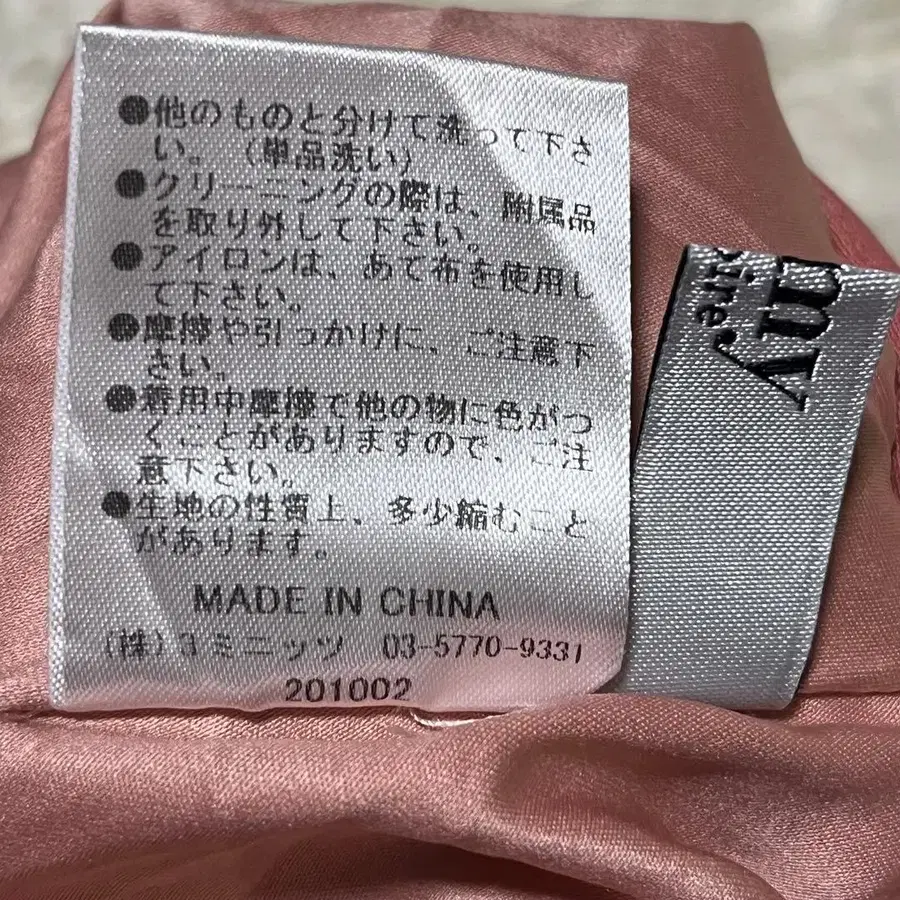 ●他のものと分けて洗って下さ
い。（単品洗い）
●クリーニングの際は、附属品
を取り外して下さい。
●アイロンは、あて布を使用し
て下さい。
●摩擦や引っかけに、ご注意下
さい。
●着用中摩擦で他の物に色がつ
くことがありますので、ご注
意下さい。
●生地の性質上、多少縮むこと
があります。
MADE IN CHINA
(株)3ミニッツ 03-5770-9331
201002
my